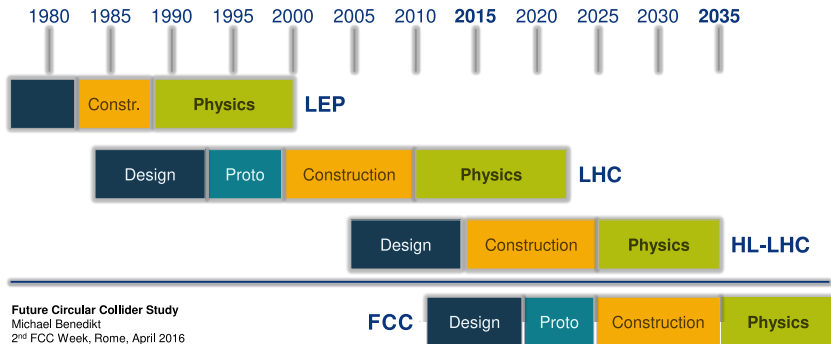 1980 1985 1990 1995 2000 2005 2010 2015 2020 2025 2030 2035
Constr. Physics LEP
Design Proto Construction Physics LHC
Design Construction Physics HL-LHC
FCC Design Proto Construction Physics
Future Circular Collider Study
Michael Benedikt
2nd FCC Week, Rome, April 2016